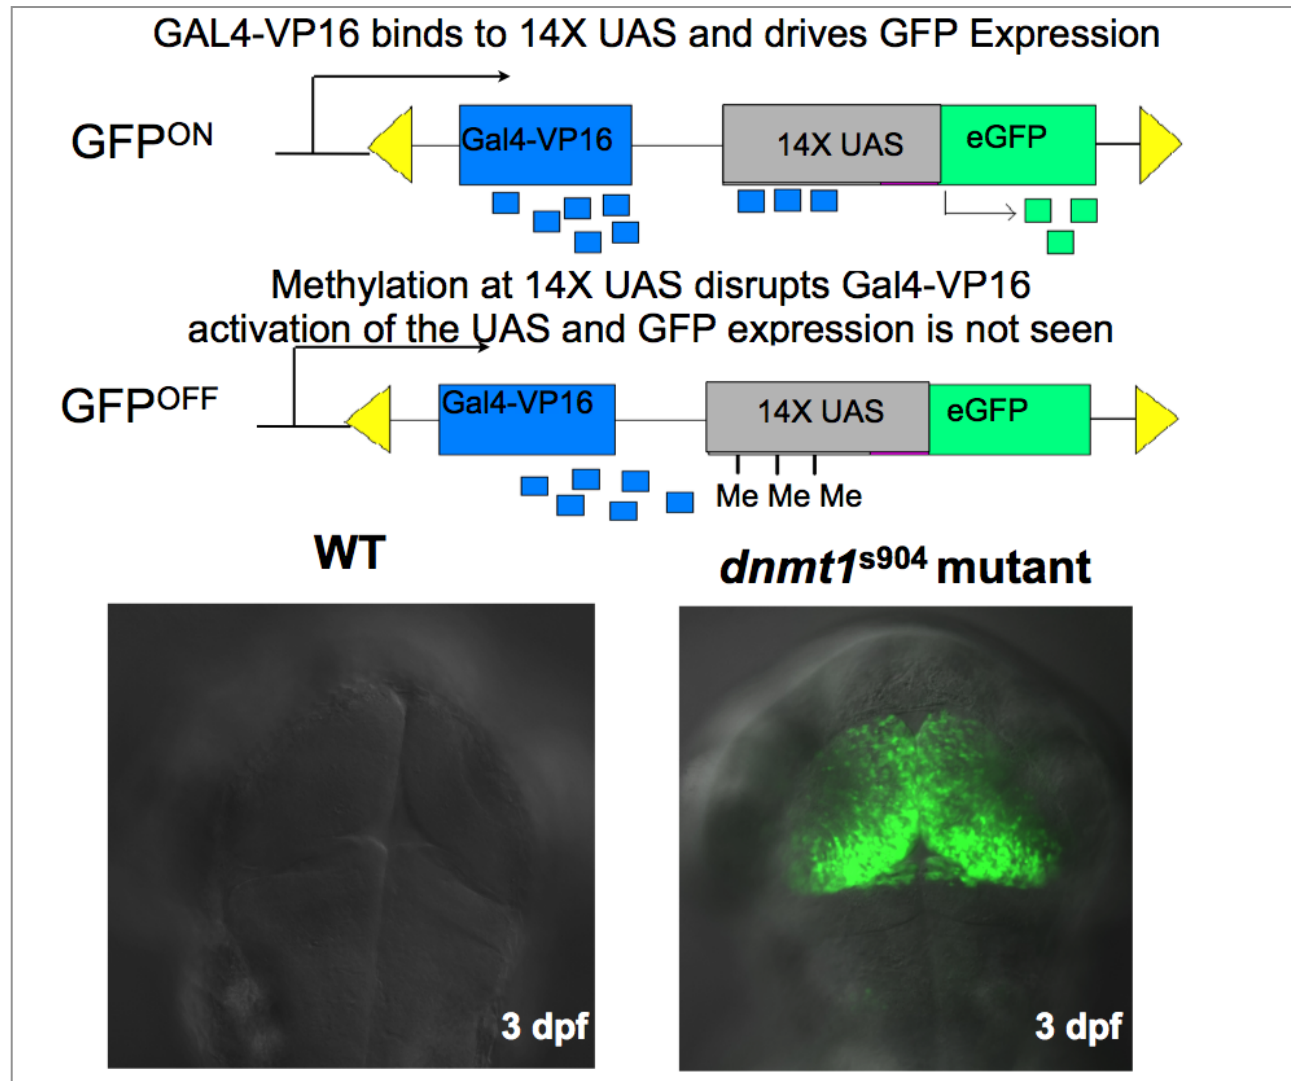 GAL4-VP16 binds to 14X UAS and drives GFP Expression
GFPON
Gal4-VP16
14X UAS
eGFP
Methylation at 14X UAS disrupts Gal4-VP16
activation of the UAS and GFP expression is not seen
GFPOFF
Gal4-VP16
14X UAS
eGFP
Me Me Me
WT
dnmt1s904 mutant
3 dpf
3 dpf